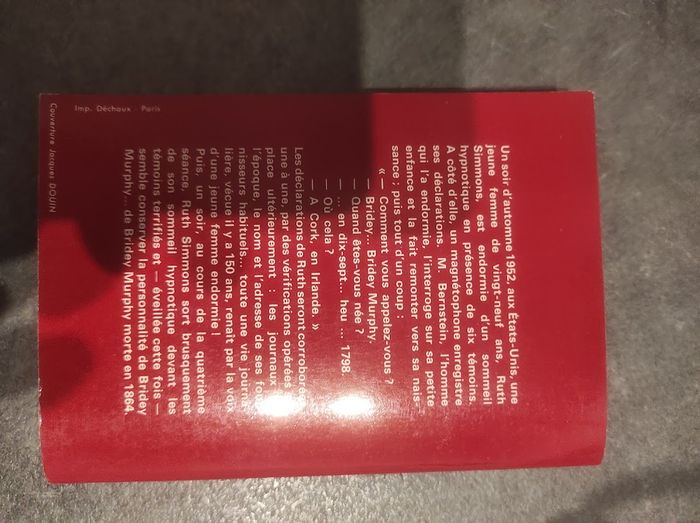 Un soir d'automne 1952, aux États-Unis, une
jeune femme de vingt-neuf ans, Ruth
Simmons, est endormie d'un sommeil
hypnotique en présence de six témoins.
A côté d'elle, un magnétophone enregistre
ses déclarations. M. Bernstein, l'homme
qui l'a endormie, l'interroge sur sa petite
enfance et la fait remonter vers sa nais-
sance ; puis tout d'un coup :
« — Comment vous appelez-vous ?
— Bridey... Bridey Murphy.
— Quand êtes-vous née ?
— ... en dix-sept... heu ... 1798.
— Où cela ?
— A Cork, en Irlande. »
Les déclarations de Ruth seront corroborées
une à une, par des vérifications opérées
place ultérieurement : les journaux
l'époque, le nom et l'adresse de ses four-
nisseurs habituels... toute une vie journa-
lière, vécue il y a 150 ans, renaît par la voix
d'une jeune femme endormie !
Puis, un soir, au cours de la quatrième
séance, Ruth Simmons sort brusquement
de son sommeil hypnotique devant les
témoins terrifiés et — éveillée cette fois —
semble conserver la personnalité de Bridey
Murphy... de Bridey Murphy morte en 1864.
Imp. Déchaux - Paris
Couverture Jacques DOUIN